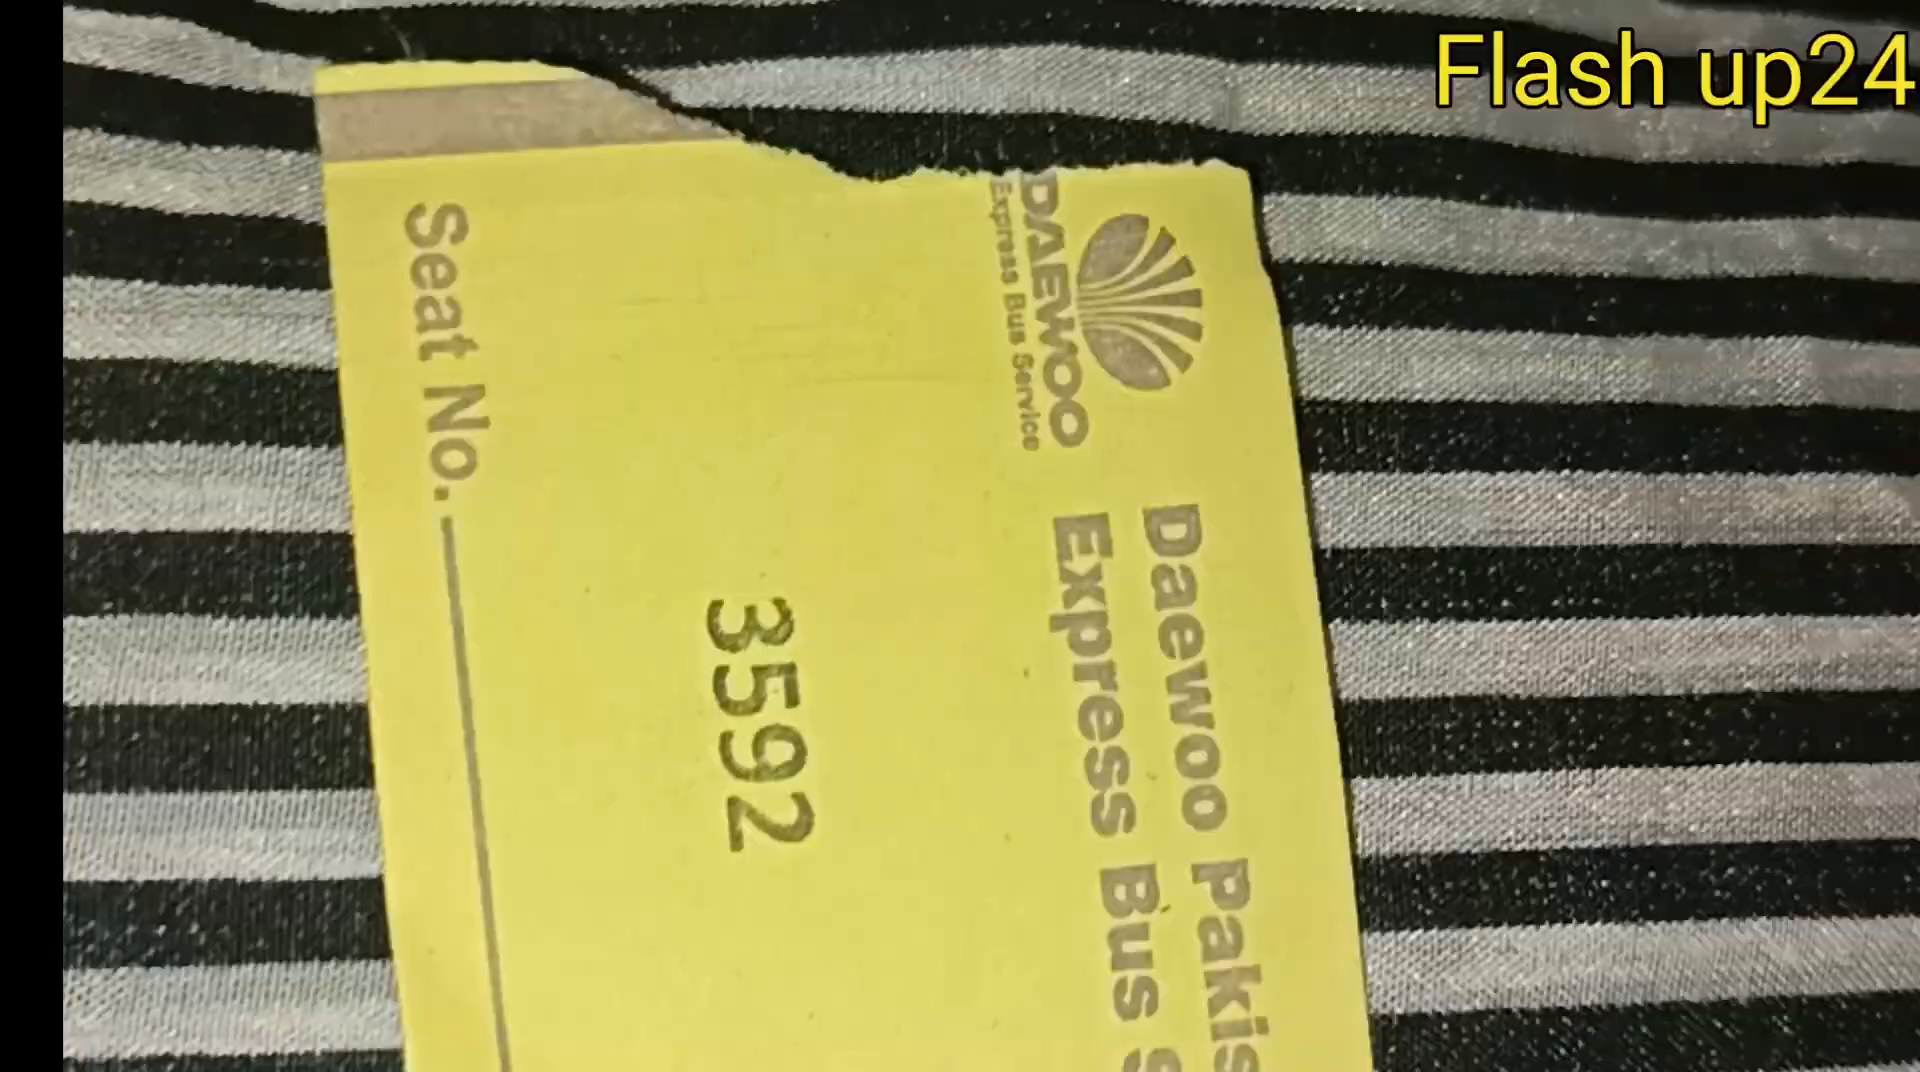 Flash up24
DAEWOO
Express Bus Service
Daewoo Pakis
Express Bus S
3592
Seat No.